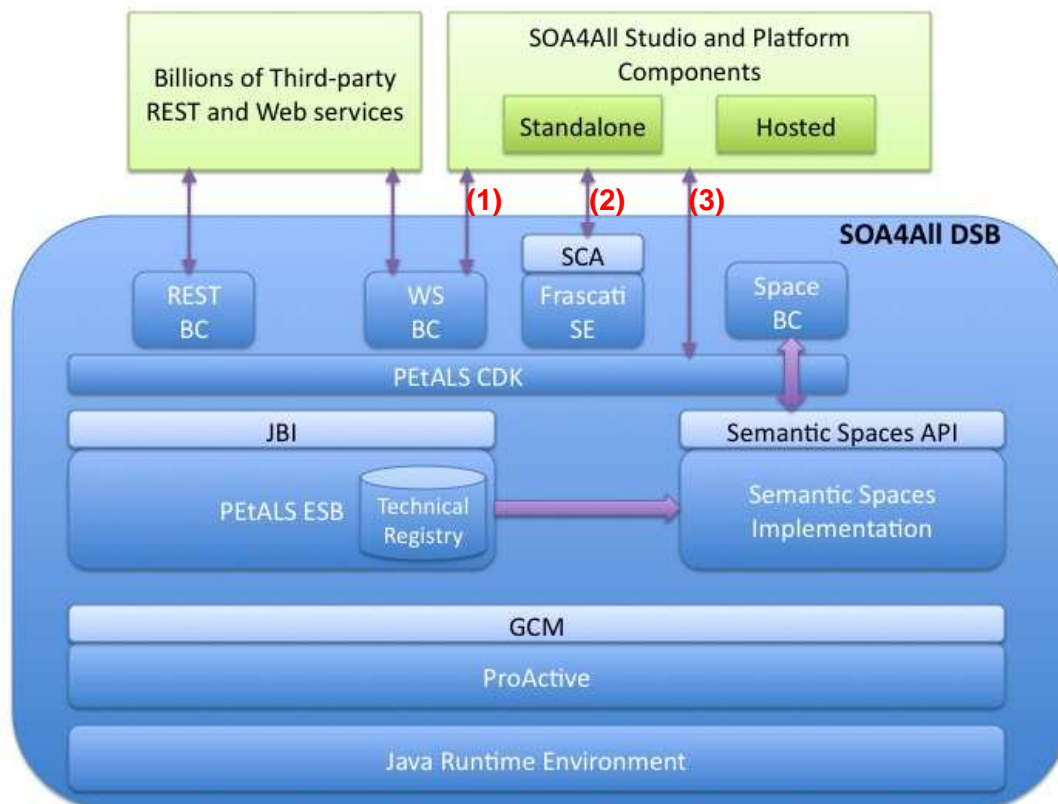 Billions of Third-party
REST and Web services
SOA4All Studio and Platform
Components
Standalone
Hosted
(1)
(2)
(3)
SOA4All DSB
REST
BC
WS
BC
SCA
Frascati
SE
Space
BC
PEtALS CDK
JBI
PEtALS ESB
Technical
Registry
Semantic Spaces API
Semantic Spaces
Implementation
GCM
ProActive
Java Runtime Environment